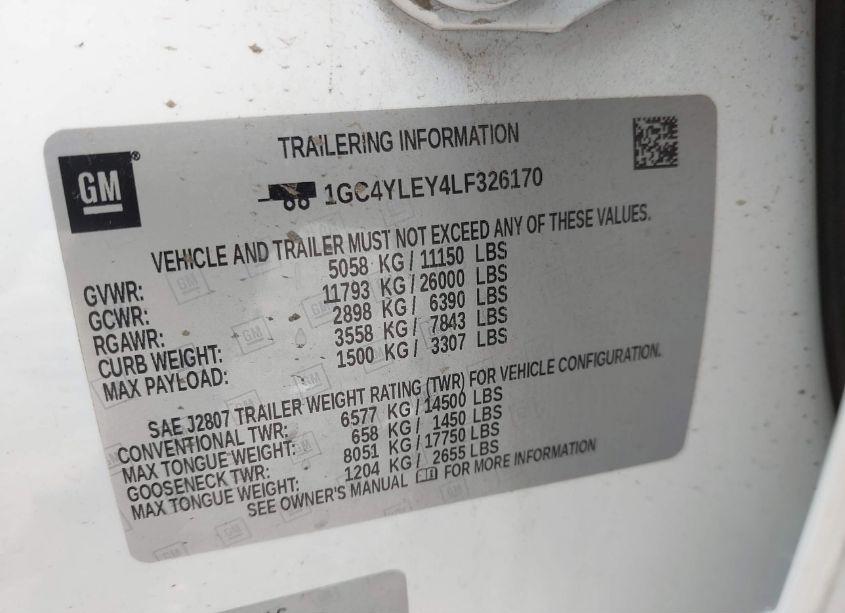 TRAILERING INFORMATION
GM®
1GC4YLEY4LF326170
VEHICLE AND TRAILER MUST NOT EXCEED ANY OF THESE VALUES.
GVWR: 5058 KG / 11150 LBS
GCWR: 11793 KG / 26000 LBS
RGAWR: 2898 KG / 6390 LBS
CURB WEIGHT: 3558 KG / 7843 LBS
MAX PAYLOAD: 1500 KG / 3307 LBS
SAE J2807 TRAILER WEIGHT RATING (TWR) FOR VEHICLE CONFIGURATION.
CONVENTIONAL TWR: 6577 KG / 14500 LBS
MAX TONGUE WEIGHT: 658 KG / 1450 LBS
GOOSENECK TWR: 8051 KG / 17750 LBS
MAX TONGUE WEIGHT: 1204 KG / 2655 LBS
SEE OWNER'S MANUAL FOR MORE INFORMATION